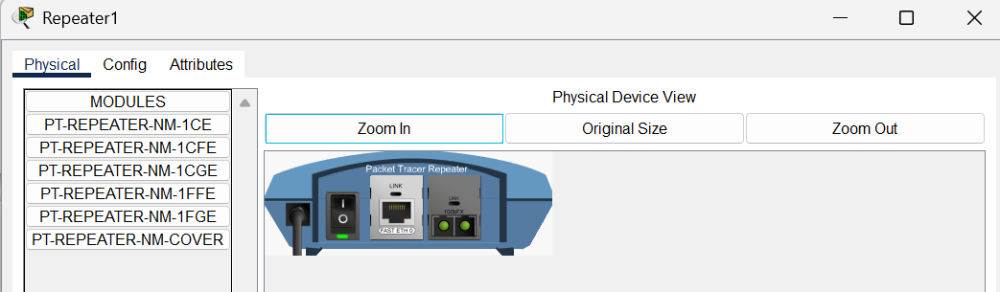 Repeater1
Physical Config Attributes
MODULES
PT-REPEATER-NM-1CE
PT-REPEATER-NM-1CFE
PT-REPEATER-NM-1CGE
PT-REPEATER-NM-1FFE
PT-REPEATER-NM-1FGE
PT-REPEATER-NM-COVER
Physical Device View
Zoom In Original Size Zoom Out
Packet Tracer Repeater
LINK
FAST ETH 0
LINK
100bFX